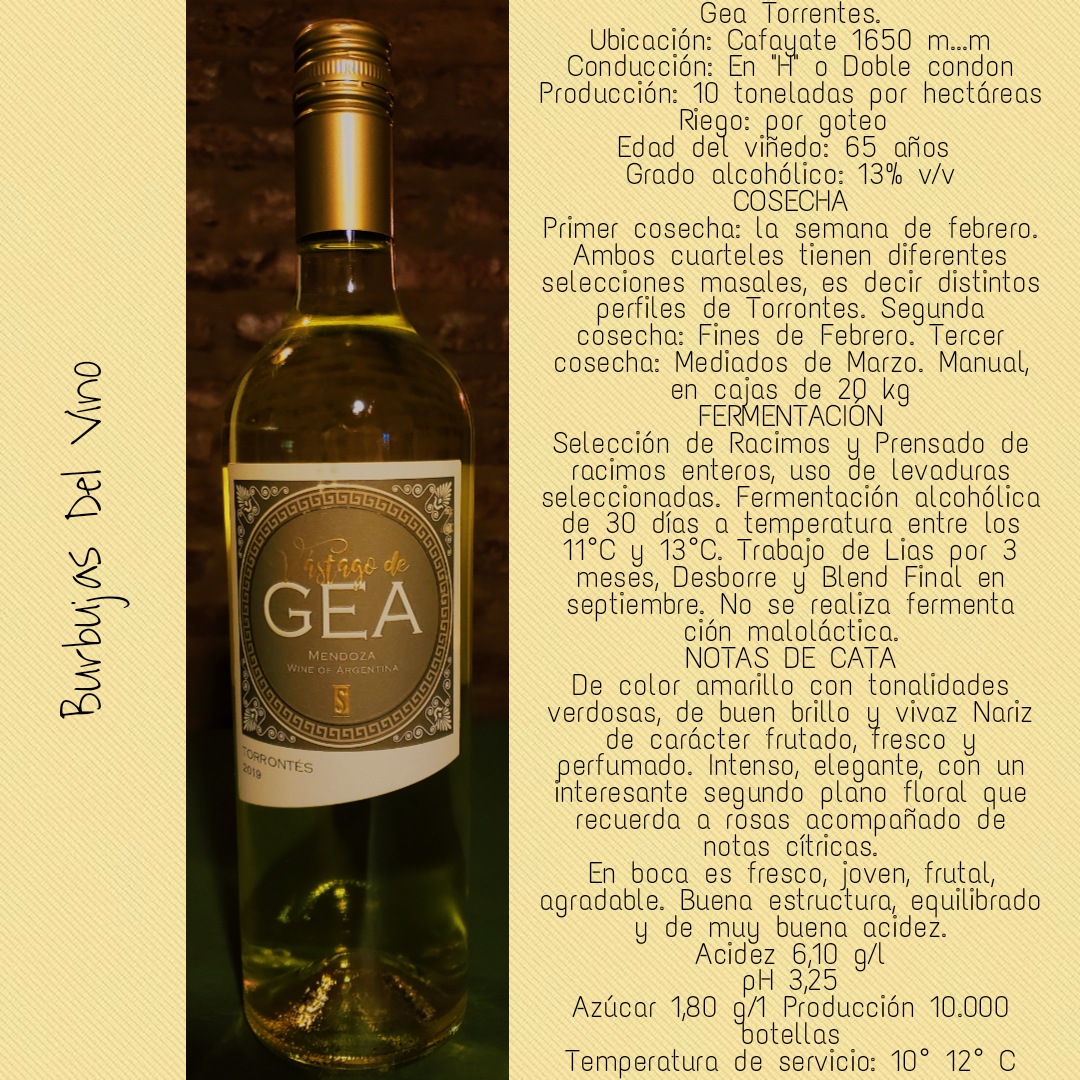 Burbujas Del Vino
Vástago de
GEA
MENDOZA
WINE OF ARGENTINA
S
TORRONTÉS
2019
Gea Torrentes.
Ubicación: Cafayate 1650 m...m
Conducción: En "H" o Doble condon
Producción: 10 toneladas por hectáreas
Riego: por goteo
Edad del viñedo: 65 años
Grado alcohólico: 13% v/v
COSECHA
Primer cosecha: la semana de febrero.
Ambos cuarteles tienen diferentes
selecciones masales, es decir distintos
perfiles de Torrontes. Segunda
cosecha: Fines de Febrero. Tercer
cosecha: Mediados de Marzo. Manual,
en cajas de 20 kg
FERMENTACIÓN
Selección de Racimos y Prensado de
racimos enteros, uso de levaduras
seleccionadas. Fermentación alcohólica
de 30 días a temperatura entre los
11°C y 13°C. Trabajo de Lias por 3
meses, Desborre y Blend Final en
septiembre. No se realiza fermenta
ción maloláctica.
NOTAS DE CATA
De color amarillo con tonalidades
verdosas, de buen brillo y vivaz Nariz
de carácter frutado, fresco y
perfumado. Intenso, elegante, con un
interesante segundo plano floral que
recuerda a rosas acompañado de
notas cítricas.
En boca es fresco, joven, frutal,
agradable. Buena estructura, equilibrado
y de muy buena acidez.
Acidez 6,10 g/l
pH 3,25
Azúcar 1,80 g/1 Producción 10.000
botellas
Temperatura de servicio: 10° 12° C